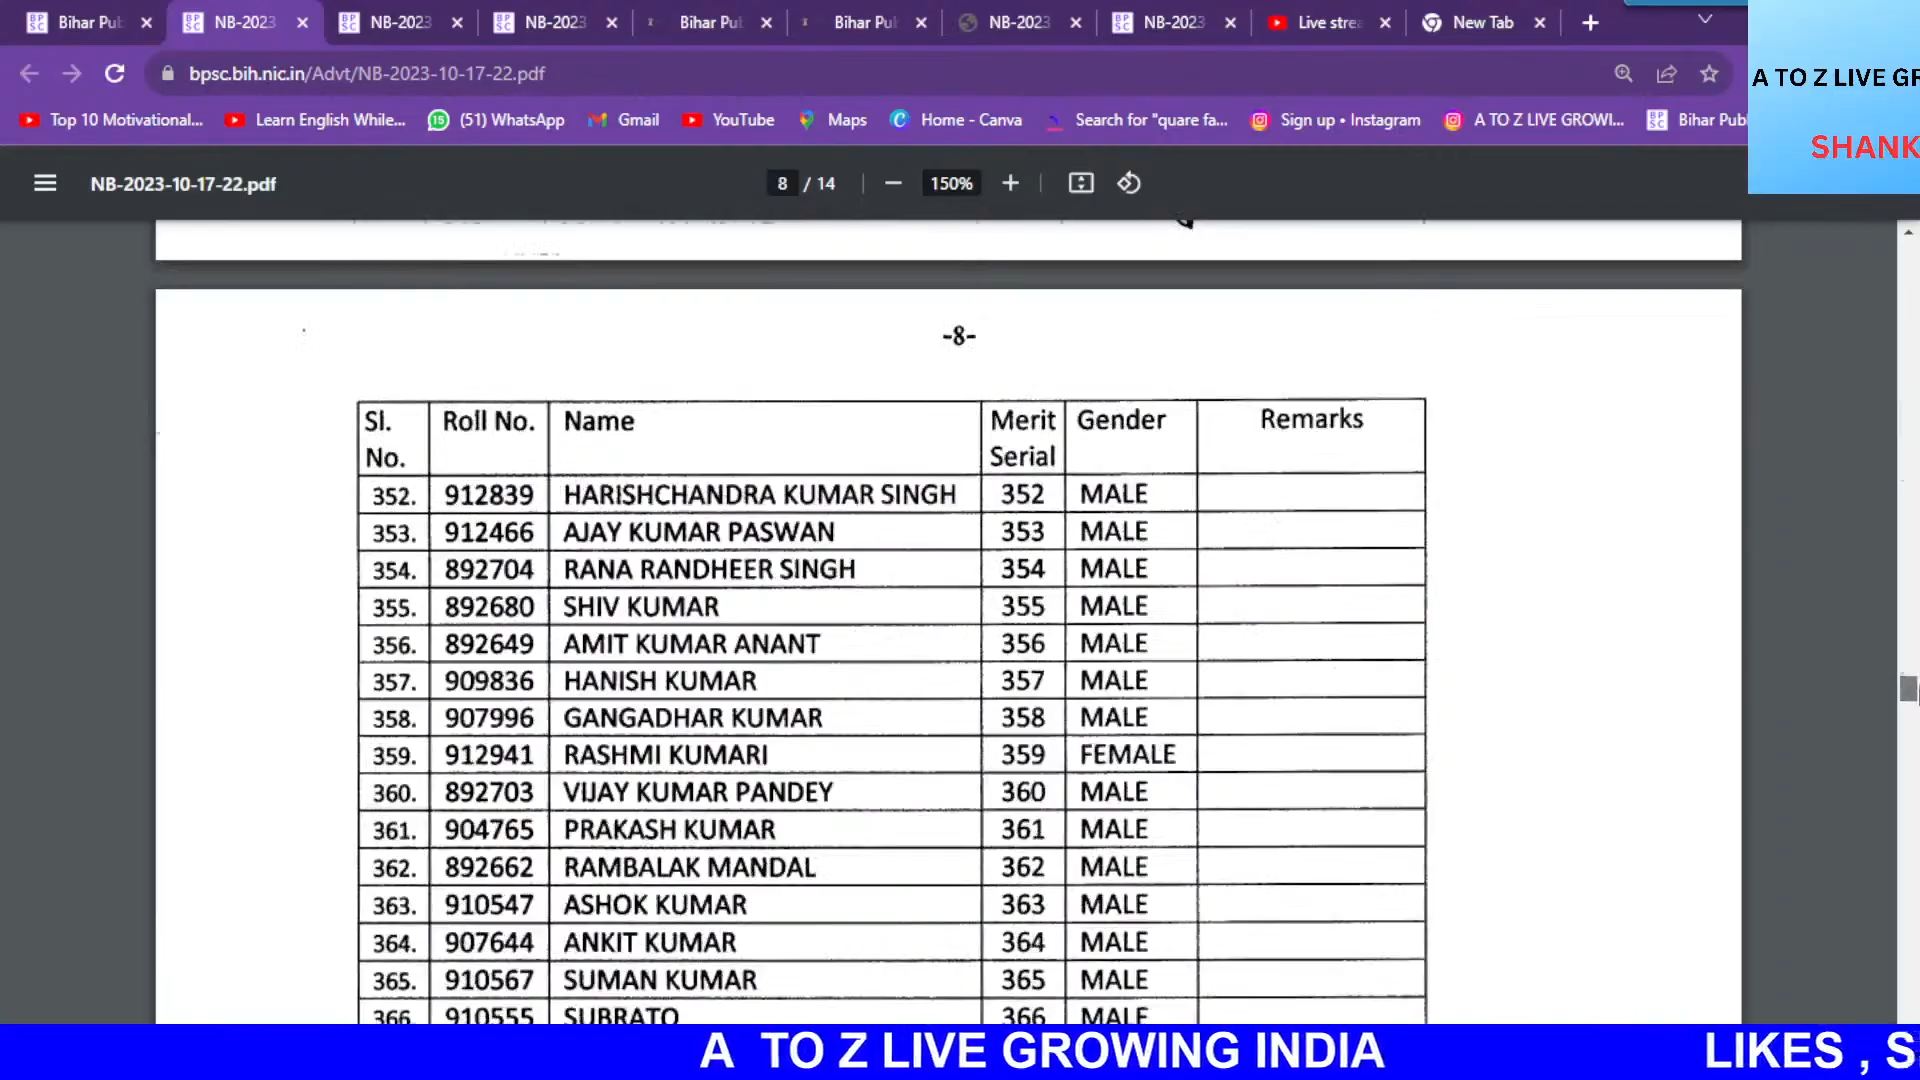 Bihar Pu NB-2023 NB-2023 NB-2023 Bihar Pu Bihar Pu NB-2023 NB-2023 Live stre New Tab
bpsc.bih.nic.in/Advt/NB-2023-10-17-22.pdf
A TO Z LIVE GR
Top 10 Motivational... Learn English While... (51) WhatsApp Gmail YouTube Maps Home - Canva Search for "quare fa... Sign up • Instagram A TO Z LIVE GROWI... Bihar Pub
SHANK
NB-2023-10-17-22.pdf 8 / 14 150%
-8-
Sl. No. Roll No. Name Merit Serial Gender Remarks
352. 912839 HARISHCHANDRA KUMAR SINGH 352 MALE
353. 912466 AJAY KUMAR PASWAN 353 MALE
354. 892704 RANA RANDHEER SINGH 354 MALE
355. 892680 SHIV KUMAR 355 MALE
356. 892649 AMIT KUMAR ANANT 356 MALE
357. 909836 HANISH KUMAR 357 MALE
358. 907996 GANGADHAR KUMAR 358 MALE
359. 912941 RASHMI KUMARI 359 FEMALE
360. 892703 VIJAY KUMAR PANDEY 360 MALE
361. 904765 PRAKASH KUMAR 361 MALE
362. 892662 RAMBALAK MANDAL 362 MALE
363. 910547 ASHOK KUMAR 363 MALE
364. 907644 ANKIT KUMAR 364 MALE
365. 910567 SUMAN KUMAR 365 MALE
366. 910555 SUBRATO 366 MALE
A TO Z LIVE GROWING INDIA LIKES , S